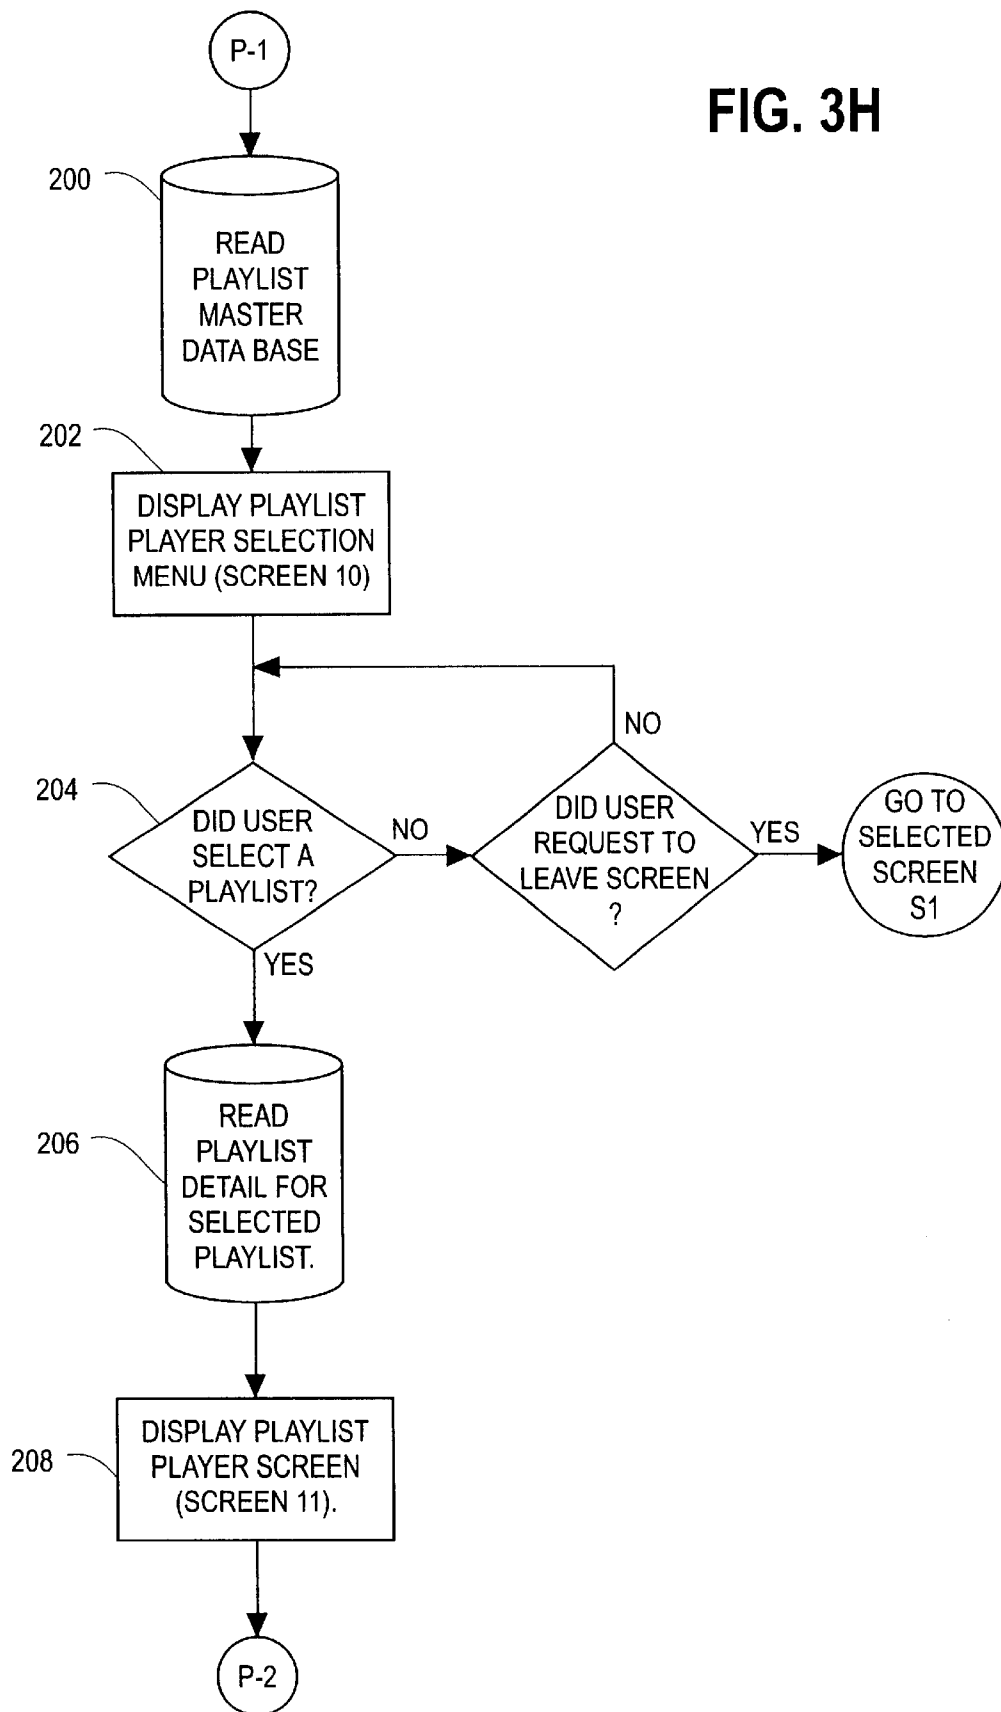 P-1
FIG. 3H
200
READ
PLAYLIST
MASTER
DATA BASE
202
DISPLAY PLAYLIST
PLAYER SELECTION
MENU (SCREEN 10)
NO
204
DID USER
SELECT A
PLAYLIST?
NO
DID USER
REQUEST TO
LEAVE SCREEN
?
YES
GO TO
SELECTED
SCREEN
S1
YES
206
READ
PLAYLIST
DETAIL FOR
SELECTED
PLAYLIST.
208
DISPLAY PLAYLIST
PLAYER SCREEN
(SCREEN 11).
P-2